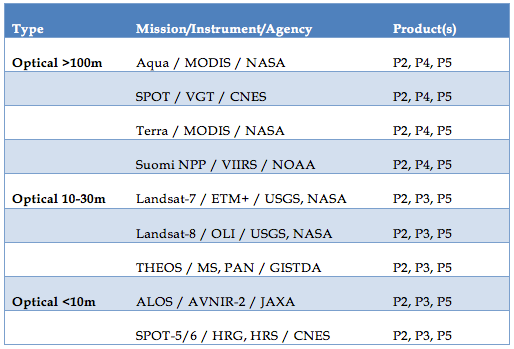 Type Mission/Instrument/Agency Product(s)
Optical >100m Aqua / MODIS / NASA P2, P4, P5
SPOT / VGT / CNES P2, P4, P5
Terra / MODIS / NASA P2, P4, P5
Suomi NPP / VIIRS / NOAA P2, P4, P5
Optical 10-30m Landsat-7 / ETM+ / USGS, NASA P2, P3, P5
Landsat-8 / OLI / USGS, NASA P2, P3, P5
THEOS / MS, PAN / GISTDA P2, P3, P5
Optical <10m ALOS / AVNIR-2 / JAXA P2, P3, P5
SPOT-5/6 / HRG, HRS / CNES P2, P3, P5